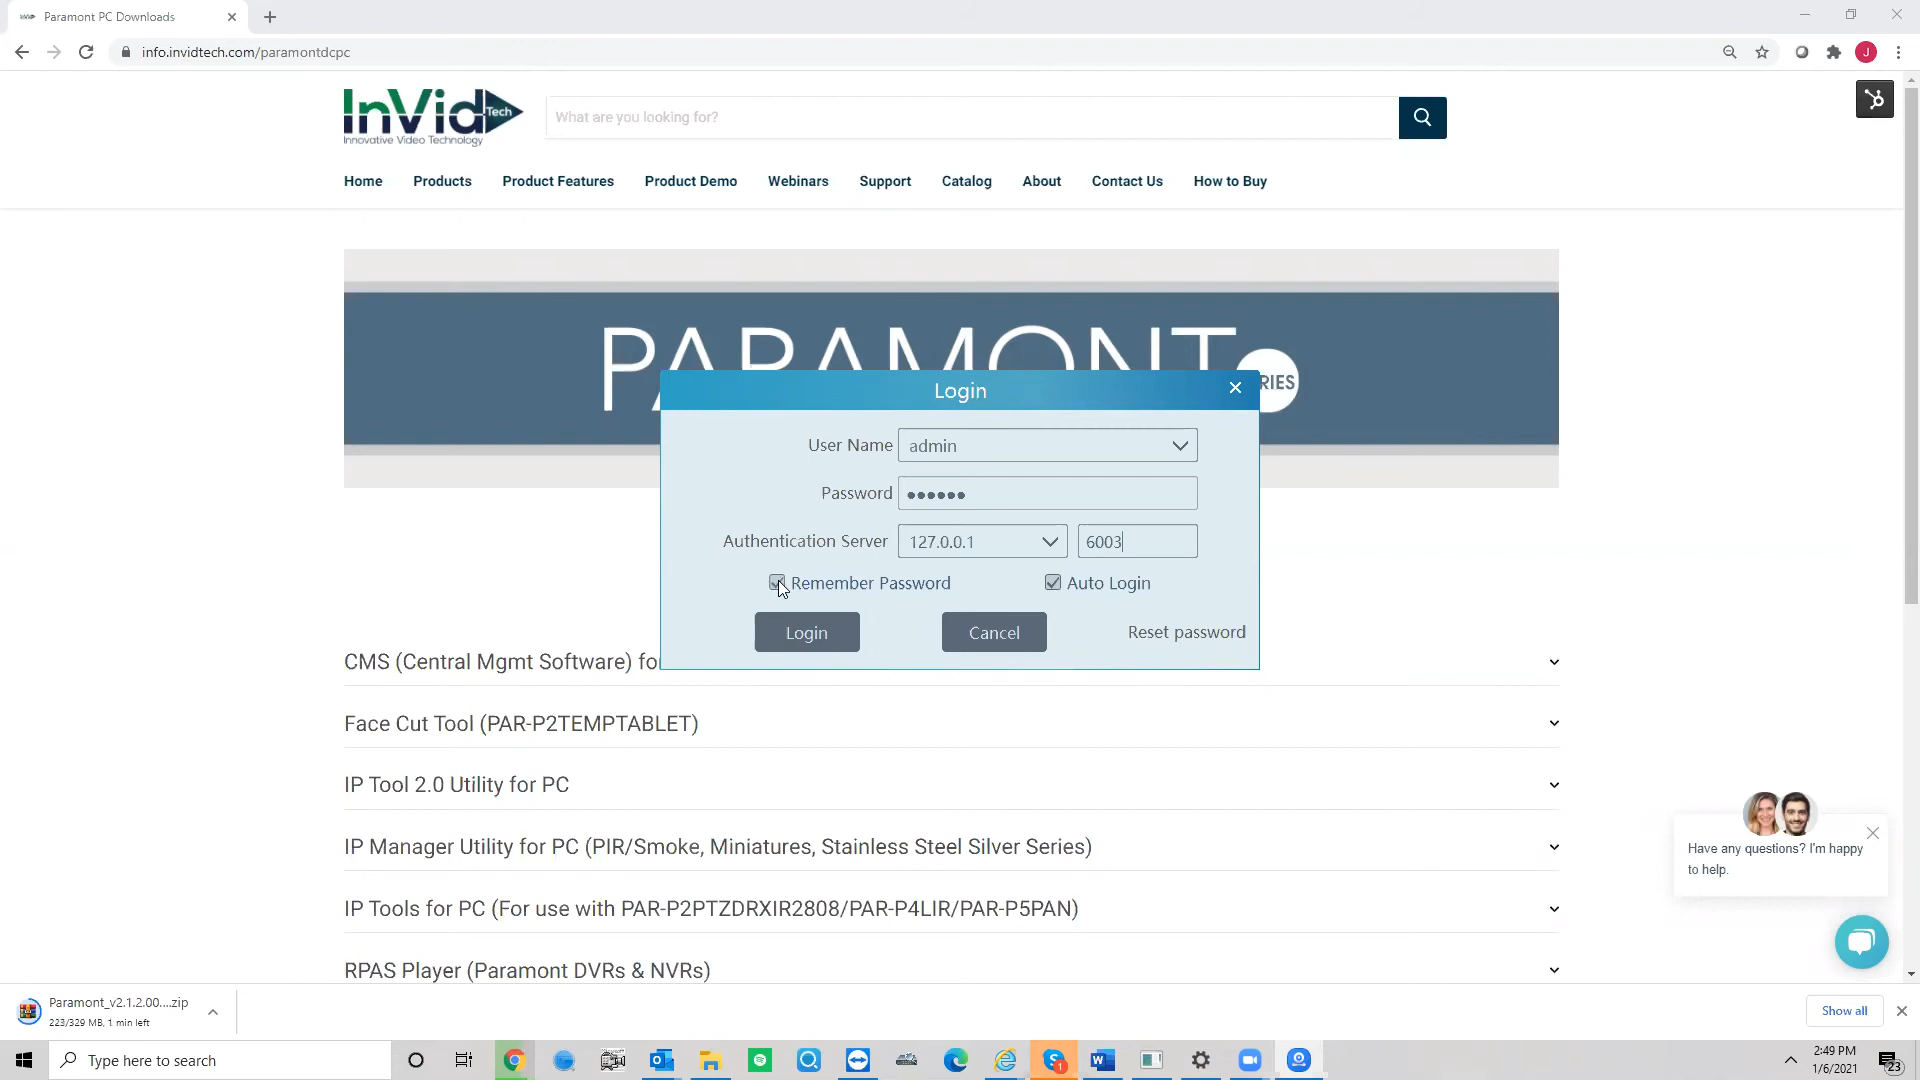 Paramont PC Downloads
info.invidtech.com/paramontdcpc
J
InVid Tech
Innovative Video Technology
What are you looking for?
Home Products Product Features Product Demo Webinars Support Catalog About Contact Us How to Buy
PARAMONT
RIES
Login
User Name admin
Password ••••••
Authentication Server 127.0.0.1 6003
Remember Password Auto Login
Login Cancel Reset password
CMS (Central Mgmt Software) fo
Face Cut Tool (PAR-P2TEMPTABLET)
IP Tool 2.0 Utility for PC
IP Manager Utility for PC (PIR/Smoke, Miniatures, Stainless Steel Silver Series)
IP Tools for PC (For use with PAR-P2PTZDRXIR2808/PAR-P4LIR/PAR-P5PAN)
RPAS Player (Paramont DVRs & NVRs)
Have any questions? I'm happy
to help.
Paramont_v2.1.2.00....zip
223/329 MB, 1 min left
Show all
Type here to search
2:49 PM
1/6/2021
23